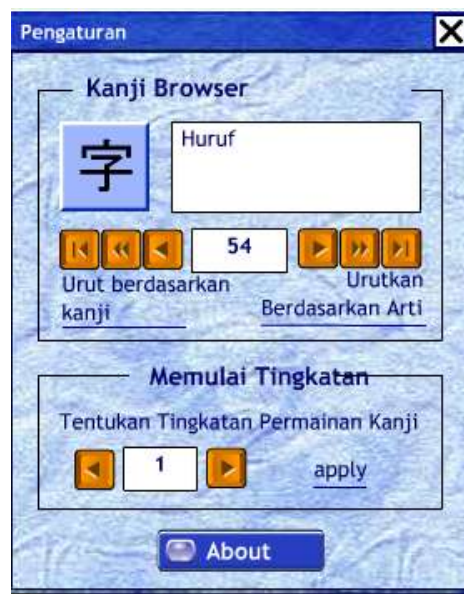 Pengaturan
Kanji Browser
字
Huruf
54
Urut berdasarkan
kanji
Urutkan
Berdasarkan Arti
Memulai Tingkatan
Tentukan Tingkatan Permainan Kanji
1
apply
About